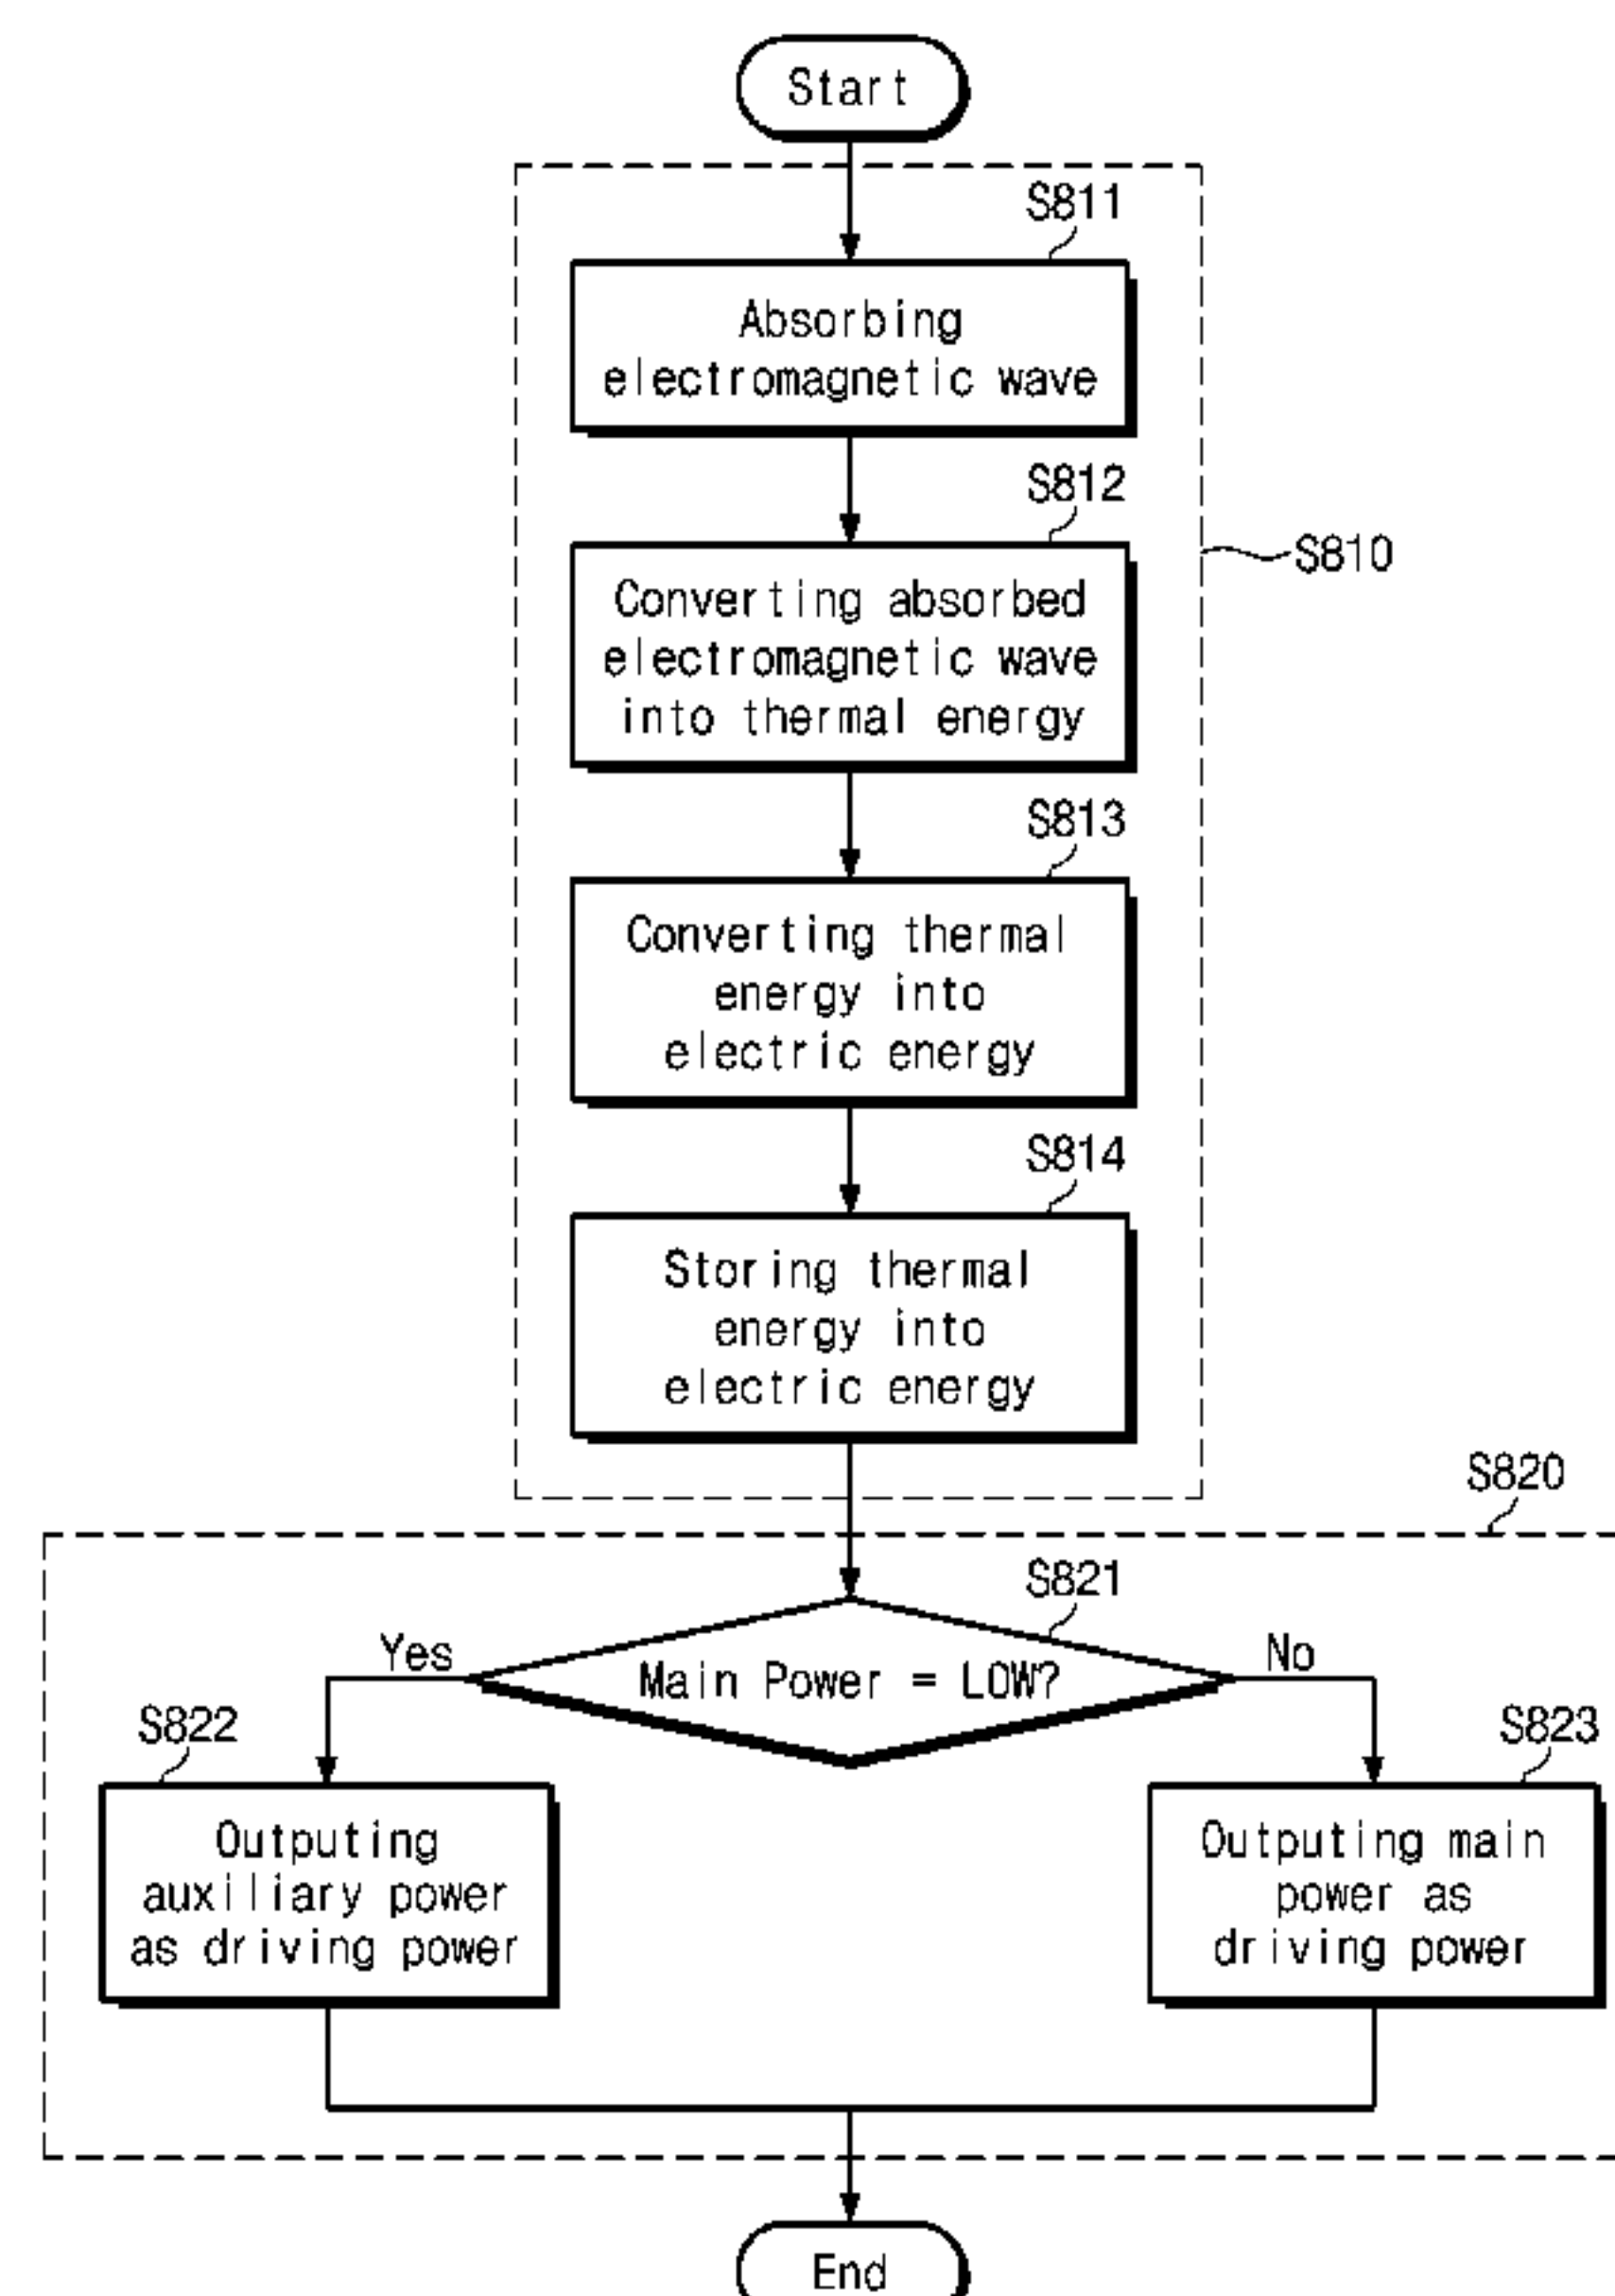 Start
S811
Absorbing
electromagnetic wave
S812
S810
Converting absorbed
electromagnetic wave
into thermal energy
S813
Converting thermal
energy into
electric energy
S814
Storing thermal
energy into
electric energy
S820
S821
Yes
Main Power = LOW?
No
S822
S823
Outputing
auxiliary power
as driving power
Outputing main
power as
driving power
End